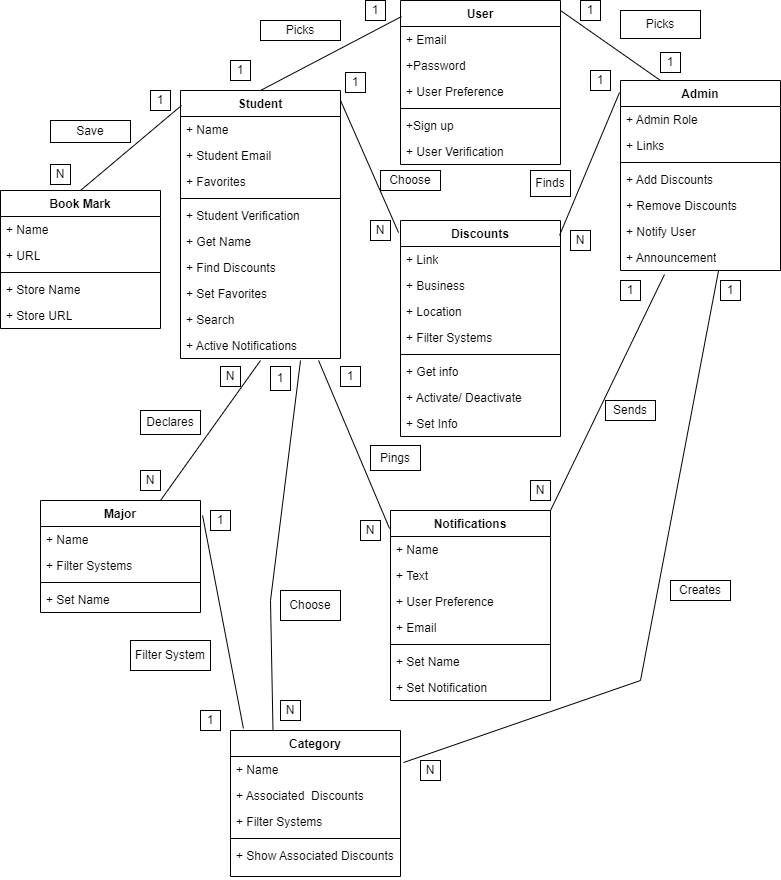 User
+ Email
+Password
+ User Preference
+Sign up
+ User Verification
1
Picks
1
1
Picks
1
Student
+ Name
+ Student Email
+ Favorites
+ Student Verification
+ Get Name
+ Find Discounts
+ Set Favorites
+ Search
+ Active Notifications
Admin
+ Admin Role
+ Links
+ Add Discounts
+ Remove Discounts
+ Notify User
+ Announcement
1
Save
N
Book Mark
+ Name
+ URL
+ Store Name
+ Store URL
1
Choose
N
1
Finds
N
Discounts
+ Link
+ Business
+ Location
+ Filter Systems
+ Get info
+ Activate/ Deactivate
+ Set Info
N
Declares
N
1
Choose
N
1
Pings
N
1
Sends
N
1
Creates
N
Major
+ Name
+ Filter Systems
+ Set Name
1
Filter System
1
Notifications
+ Name
+ Text
+ User Preference
+ Email
+ Set Name
+ Set Notification
Category
+ Name
+ Associated  Discounts
+ Filter Systems
+ Show Associated Discounts